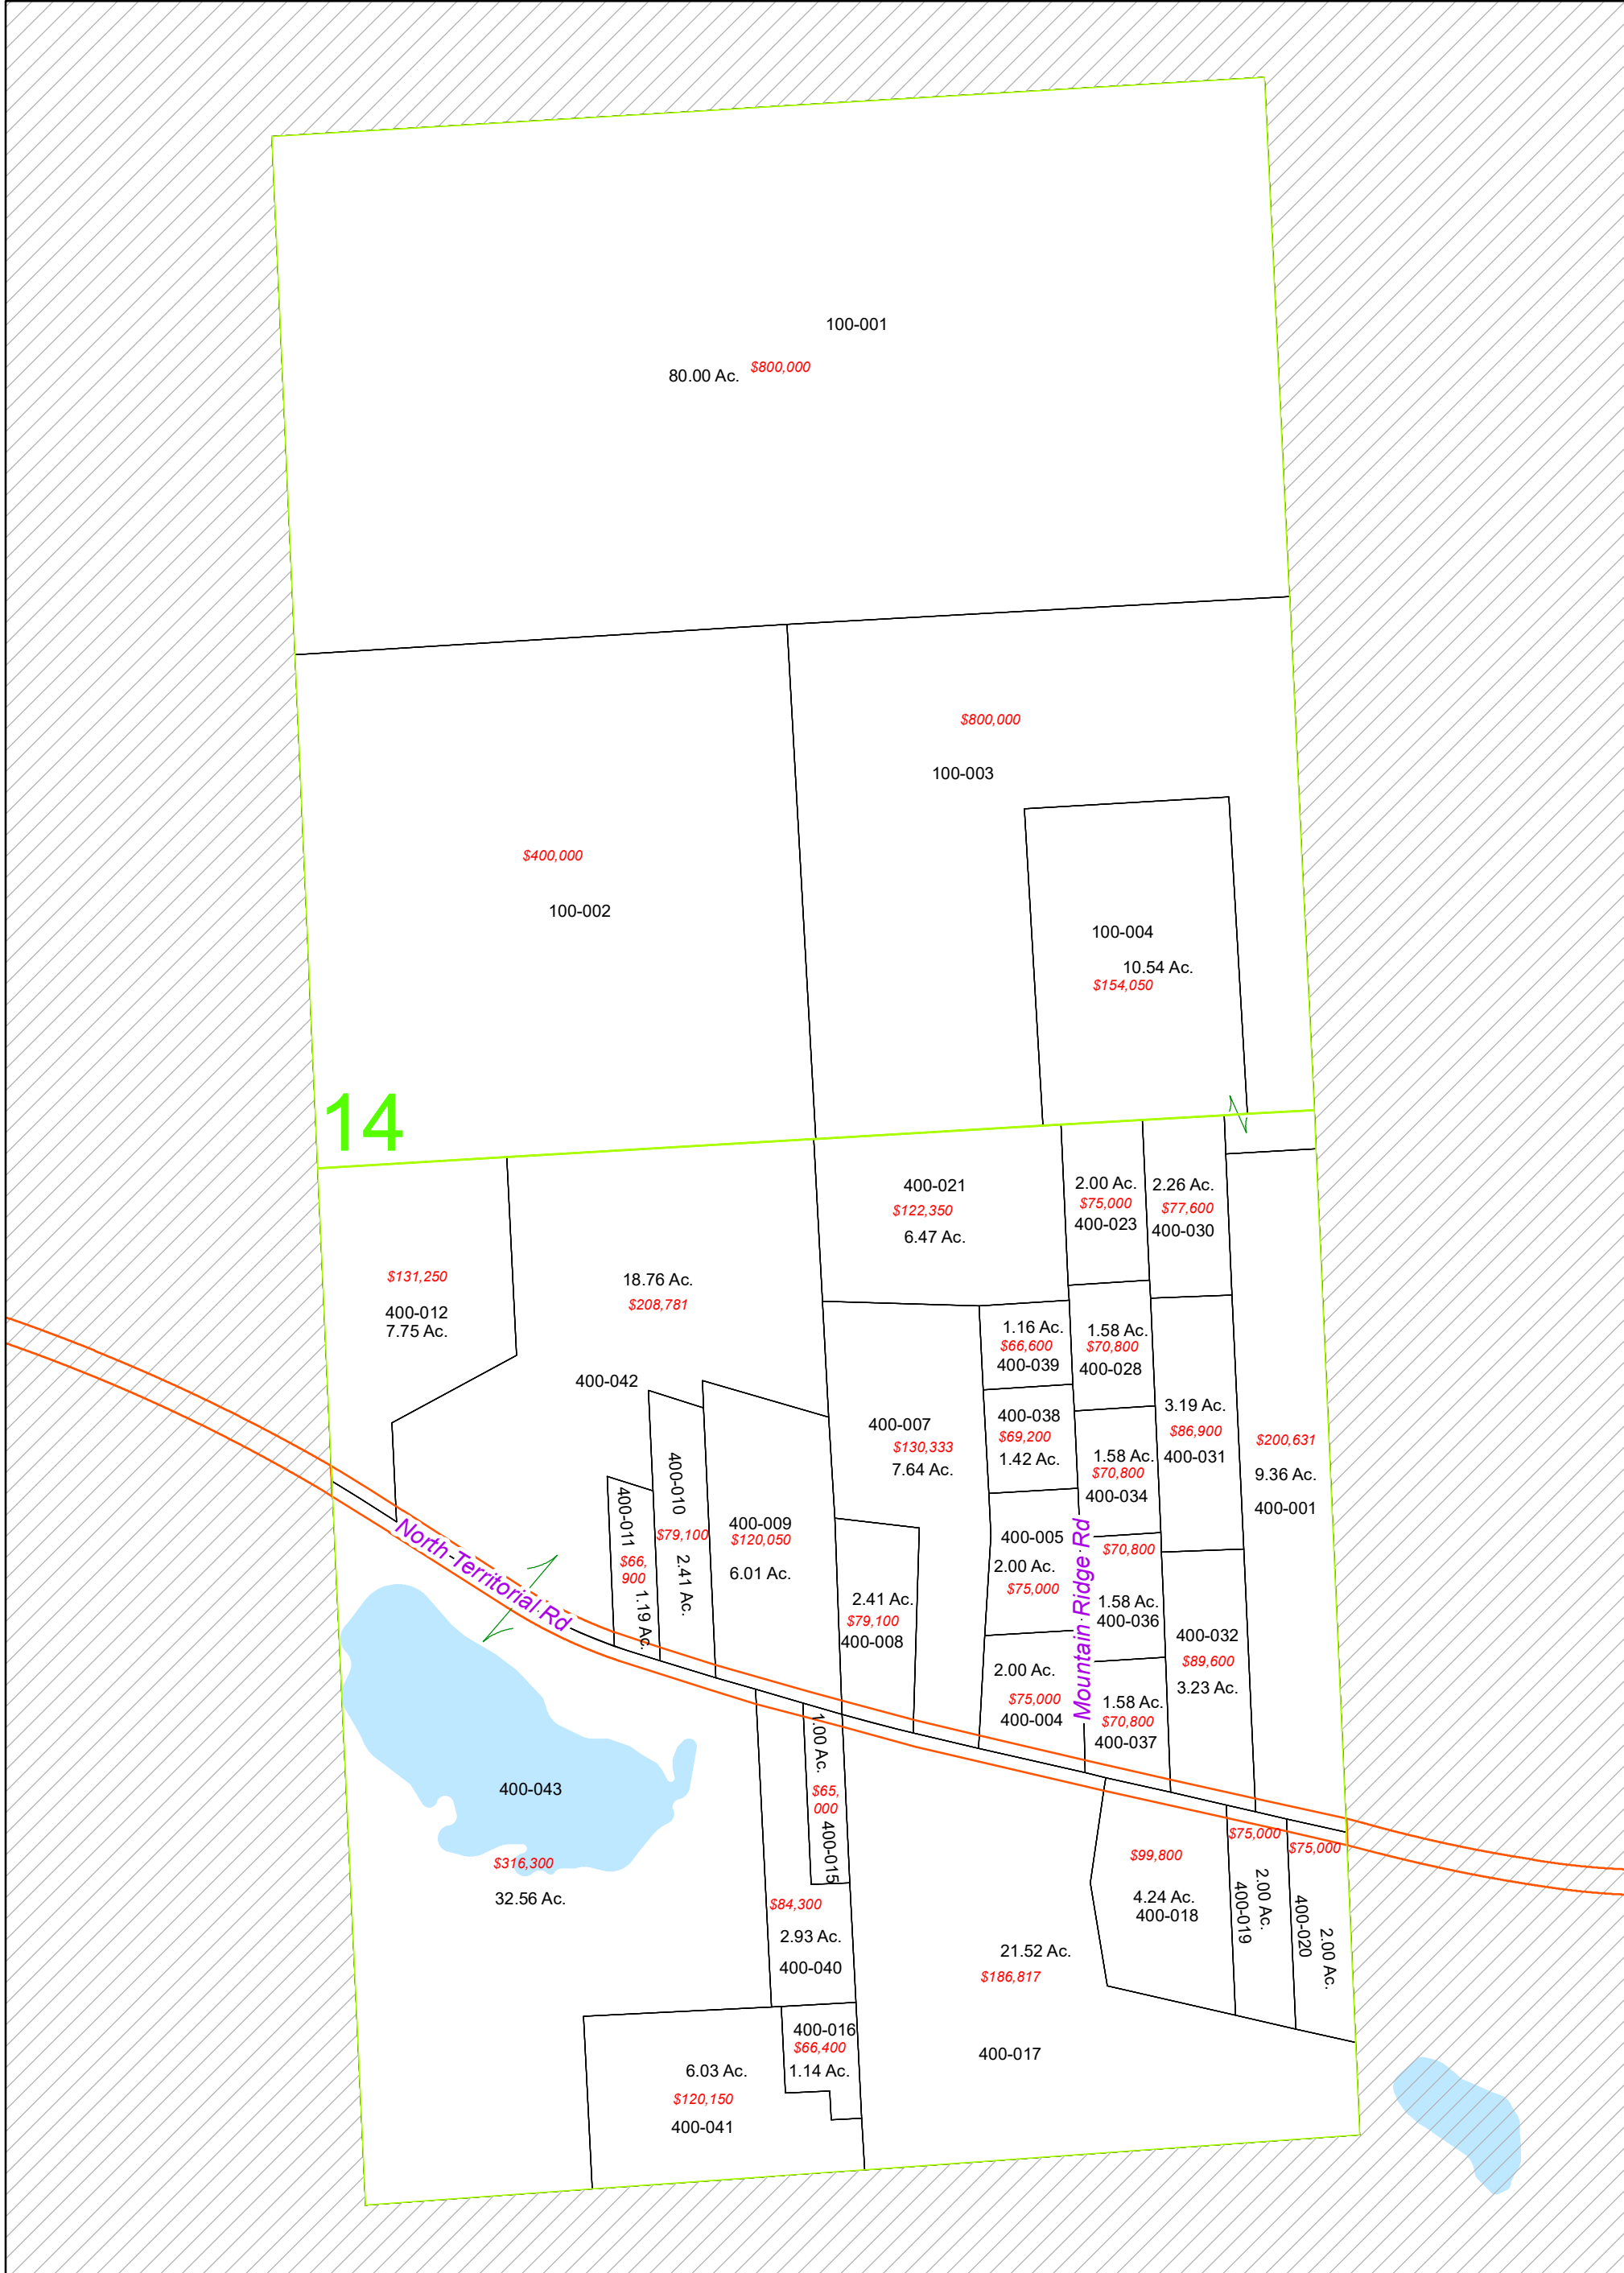 100-001
80.00 Ac.
$800,000
$800,000
100-003
$400,000
100-002
100-004
10.54 Ac.
$154,050
14
400-021
$122,350
6.47 Ac.
2.00 Ac.
$75,000
400-023
2.26 Ac.
$77,600
400-030
$131,250
400-012
7.75 Ac.
18.76 Ac.
$208,781
400-042
1.16 Ac.
$66,600
400-039
1.58 Ac.
$70,800
400-028
400-007
$130,333
7.64 Ac.
400-038
$69,200
1.42 Ac.
3.19 Ac.
$86,900
400-031
$200,631
9.36 Ac.
400-001
1.58 Ac.
$70,800
400-034
400-011
$66,
900
1.19 Ac.
400-010
$79,100
2.41 Ac.
400-009
$120,050
6.01 Ac.
400-005
2.00 Ac.
$75,000
Mountain Ridge Rd
$70,800
1.58 Ac.
400-036
North Territorial Rd
2.41 Ac.
$79,100
400-008
400-032
$89,600
3.23 Ac.
2.00 Ac.
$75,000
400-004
1.58 Ac.
$70,800
400-037
400-043
$316,300
32.56 Ac.
1.00 Ac.
$65,
000
400-015
$84,300
2.93 Ac.
400-040
$99,800
4.24 Ac.
400-018
$75,000
2.00 Ac.
400-019
$75,000
400-020
2.00 Ac.
21.52 Ac.
$186,817
400-017
400-016
$66,400
1.14 Ac.
6.03 Ac.
$120,150
400-041